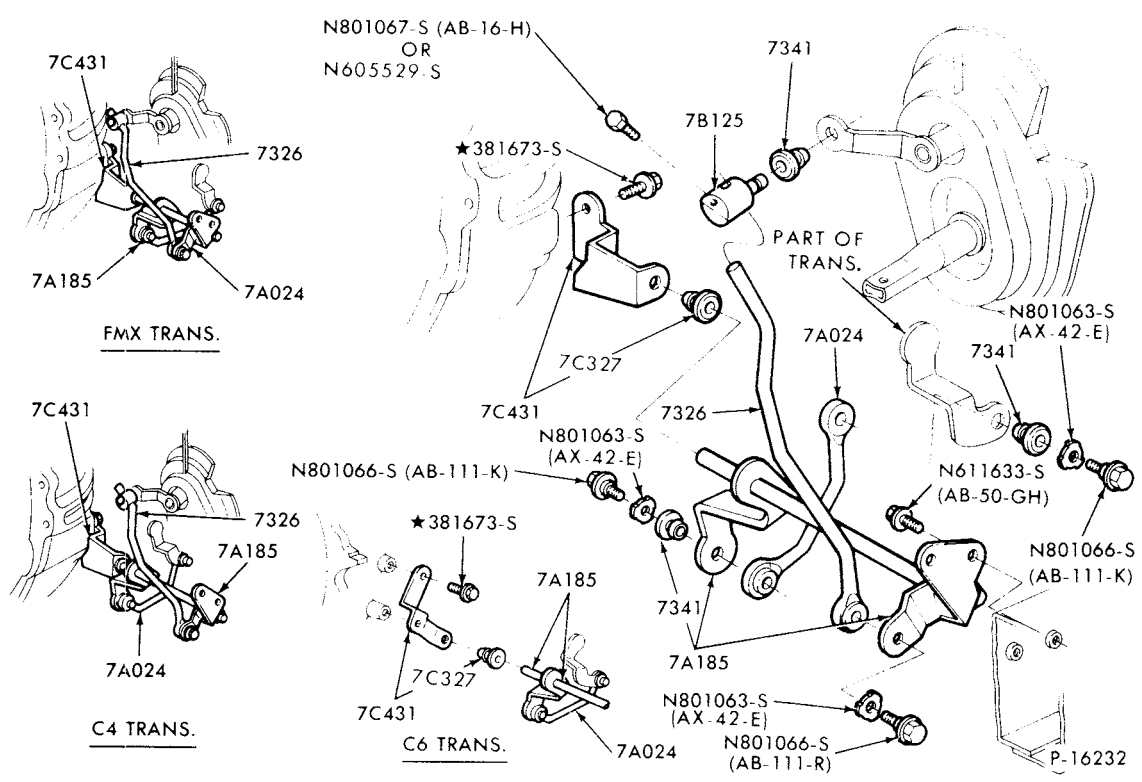 N801067-S (AB-16-H)
OR
N605529-S
7341
7C431
7B125
★381673-S
7326
PART OF
TRANS.
7A185
7A024
N801063-S
(AX-42-E)
FMX TRANS.
7A024
7341
7C327
7C431
7326
7C431
N801063-S
(AX-42-E)
N801066-S (AB-111-K)
N611633-S
(AB-50-GH)
★381673-S
7326
7A185
N801066-S
(AB-111-K)
7A185
7341
7A185
7A024
7C327
N801063-S
(AX-42-E)
7C431
C4 TRANS.
C6 TRANS.
7A024
N801066-S
(AB-111-R)
P-16232